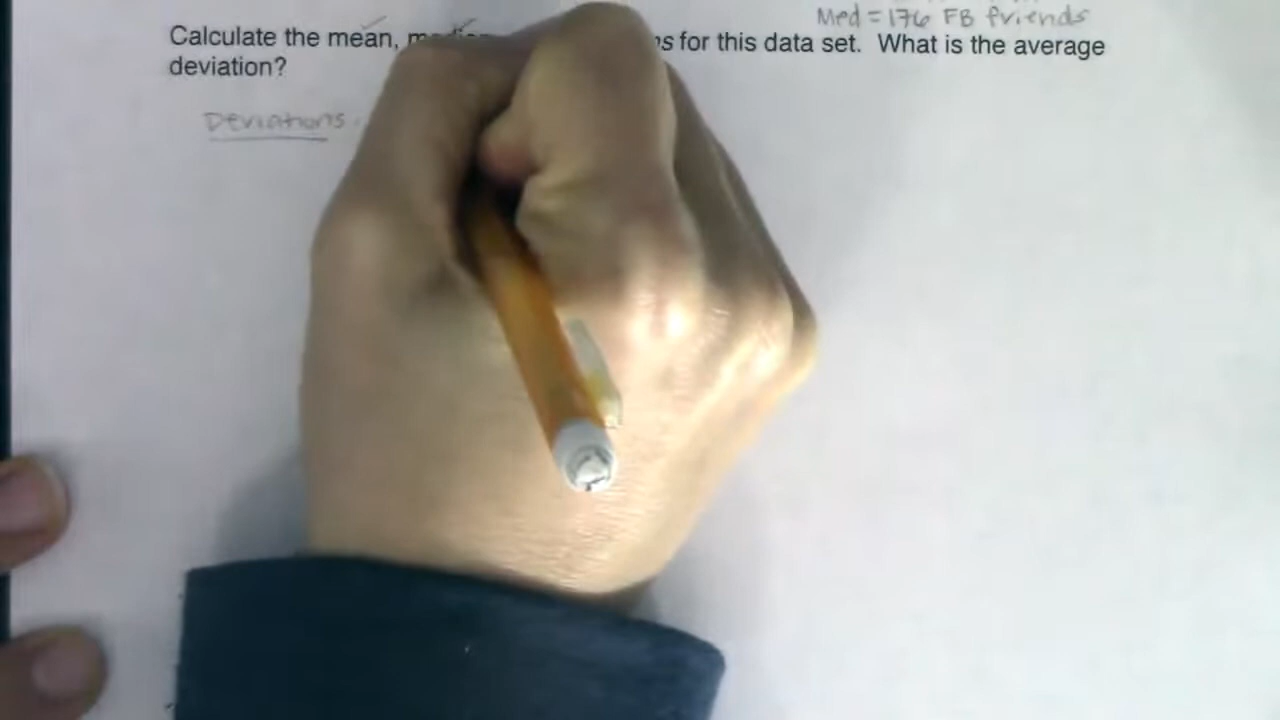 Med = 176 FB friends
Calculate the mean, for this data set. What is the average
deviation?
Deviations